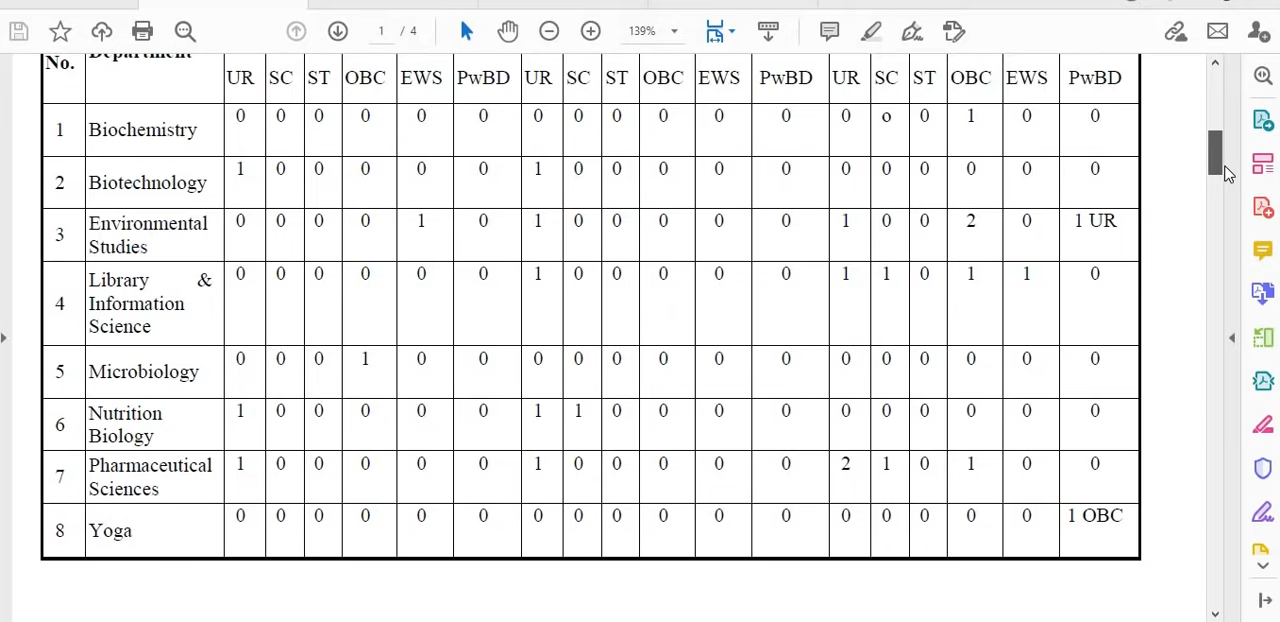 1 / 4
139%
No. Department
UR SC ST OBC EWS PwBD UR SC ST OBC EWS PwBD UR SC ST OBC EWS PwBD
1 Biochemistry 0 0 0 0 0 0 0 0 0 0 0 0 0 o 0 1 0 0
2 Biotechnology 1 0 0 0 0 0 1 0 0 0 0 0 0 0 0 0 0 0
3 Environmental 0 0 0 0 1 0 1 0 0 0 0 0 1 0 0 2 0 1 UR
Studies
4 Library & 0 0 0 0 0 0 1 0 0 0 0 0 1 1 0 1 1 0
Information
Science
5 Microbiology 0 0 0 1 0 0 0 0 0 0 0 0 0 0 0 0 0 0
6 Nutrition 1 0 0 0 0 0 1 1 0 0 0 0 0 0 0 0 0 0
Biology
7 Pharmaceutical 1 0 0 0 0 0 1 0 0 0 0 0 2 1 0 1 0 0
Sciences
8 Yoga 0 0 0 0 0 0 0 0 0 0 0 0 0 0 0 0 0 1 OBC